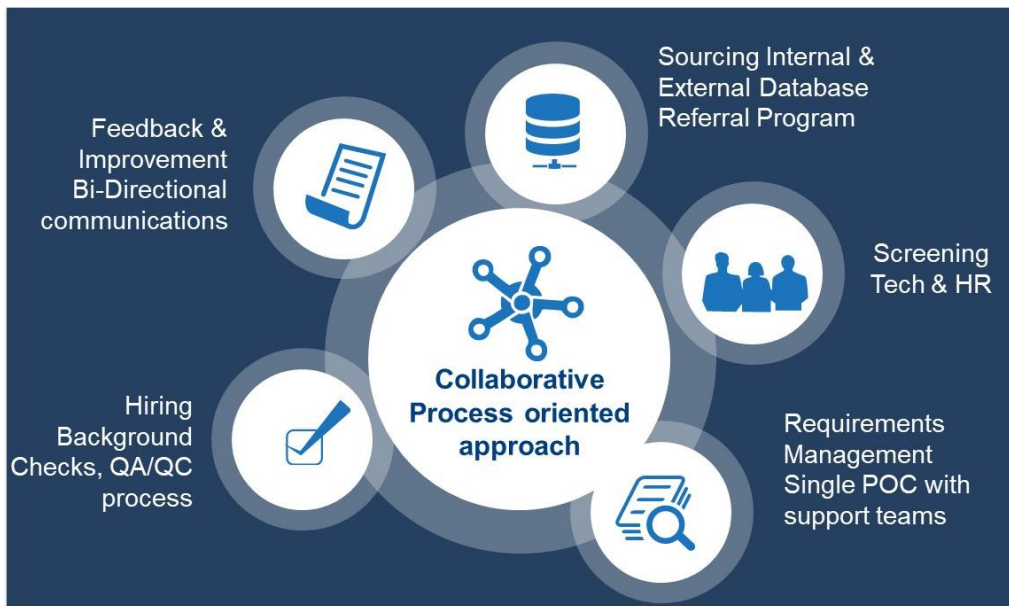 Sourcing Internal &
External Database
Referral Program
Feedback &
Improvement
Bi-Directional
communications
Screening
Tech & HR
Collaborative
Process oriented
approach
Hiring
Background
Checks, QA/QC
process
Requirements
Management
Single POC with
support teams